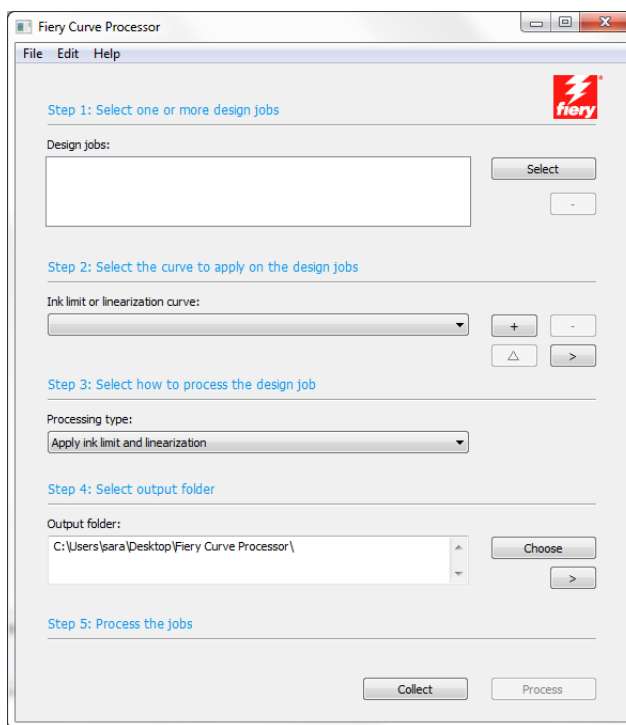 Fiery Curve Processor
File Edit Help
fiery
Step 1: Select one or more design jobs
Design jobs:
Select
-
Step 2: Select the curve to apply on the design jobs
Ink limit or linearization curve:
+ -
△ >
Step 3: Select how to process the design job
Processing type:
Apply ink limit and linearization
Step 4: Select output folder
Output folder:
C:\Users\sara\Desktop\Fiery Curve Processor\
Choose
>
Step 5: Process the jobs
Collect Process